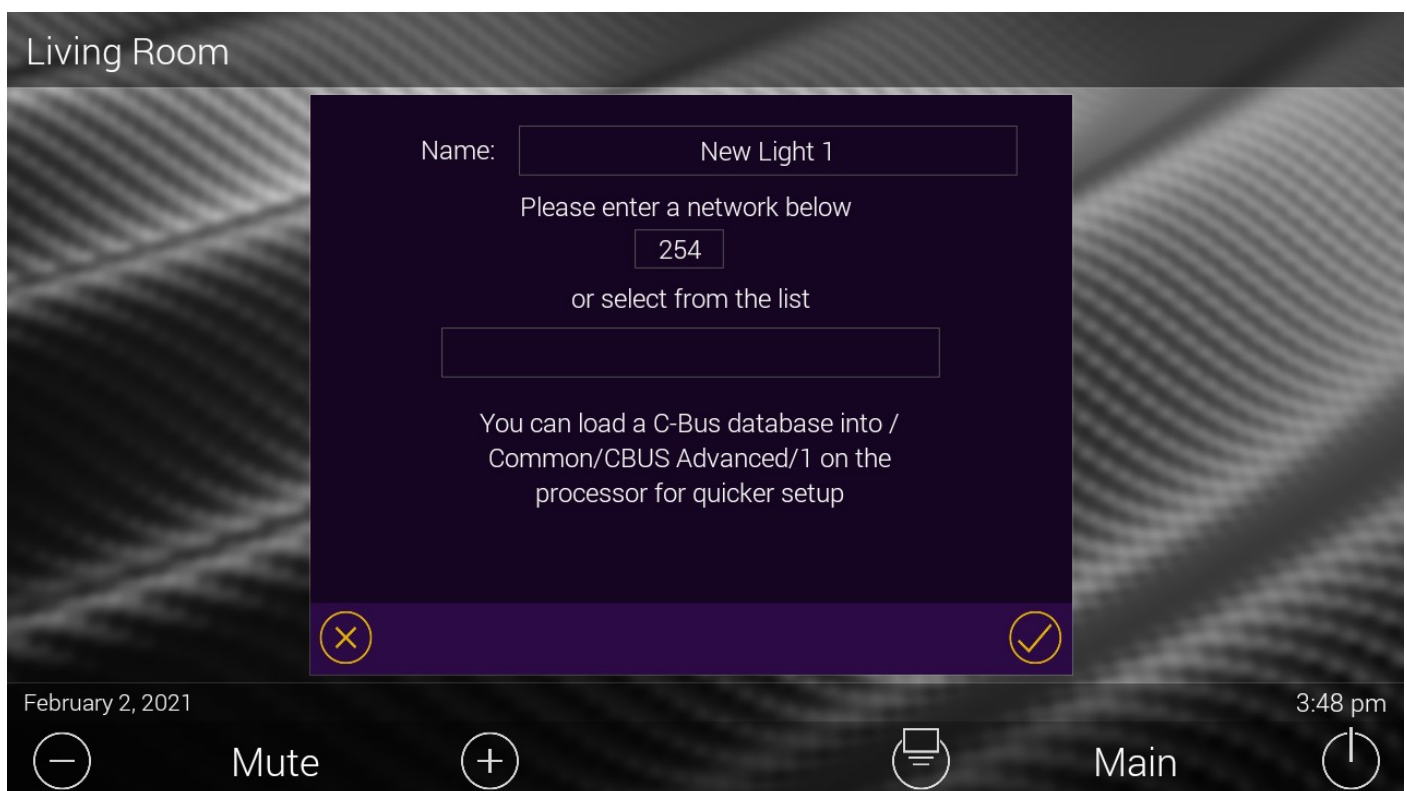 Living Room
Name: New Light 1
Please enter a network below
254
or select from the list
You can load a C-Bus database into /
Common/CBUS Advanced/1 on the
processor for quicker setup
February 2, 2021 3:48 pm
Mute Main